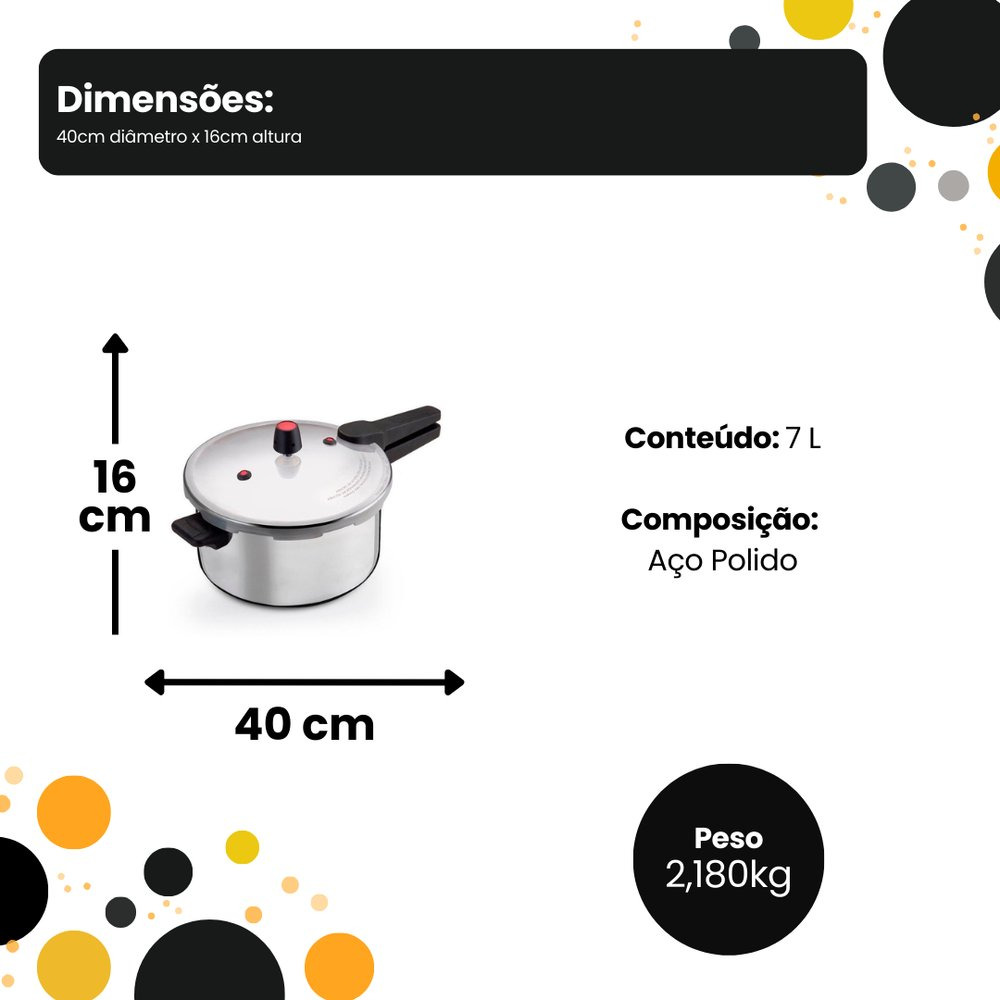 Dimensões:
40cm diâmetro x 16cm altura
16
cm
40 cm
Conteúdo: 7 L
Composição:
Aço Polido
Peso
2,180kg